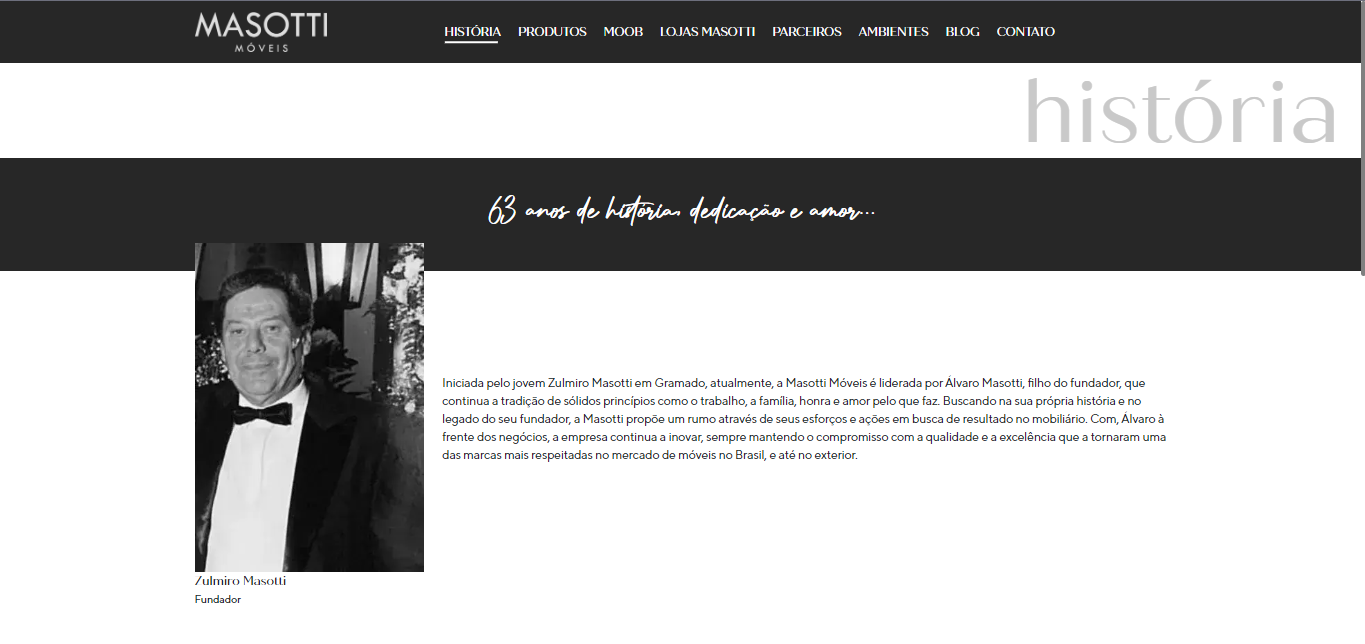 MASOTTI
MÓVEIS
HISTÓRIA PRODUTOS MOOB LOJAS MASOTTI PARCEIROS AMBIENTES BLOG CONTATO
história
63 anos de história, dedicação e amor...
Iniciada pelo jovem Zulmiro Masotti em Gramado, atualmente, a Masotti Móveis é liderada por Álvaro Masotti, filho do fundador, que
continua a tradição de sólidos princípios como o trabalho, a família, honra e amor pelo que faz. Buscando na sua própria história e no
legado do seu fundador, a Masotti propõe um rumo através de seus esforços e ações em busca de resultado no mobiliário. Com, Álvaro à
frente dos negócios, a empresa continua a inovar, sempre mantendo o compromisso com a qualidade e a excelência que a tornaram uma
das marcas mais respeitadas no mercado de móveis no Brasil, e até no exterior.
Zulmiro Masotti
Fundador